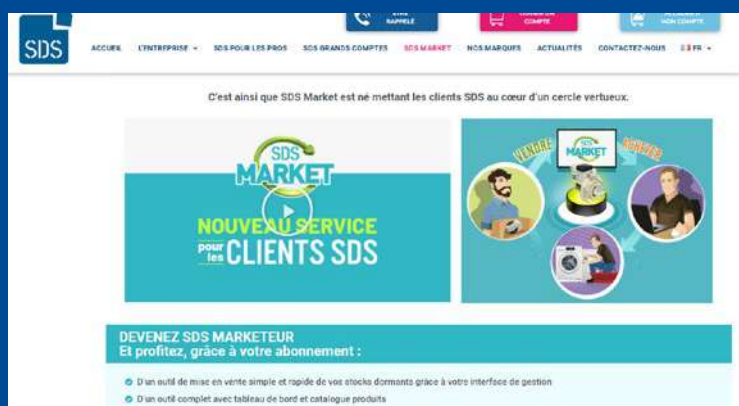 SDS
RAPPELÉ
COMPTE
MON COMPTE
ACCUEIL L'ENTREPRISE SDS POUR LES PROS SDS GRANDS COMPTES SDS MARKET NOS MARQUES ACTUALITÉS CONTACTEZ-NOUS FR
C'est ainsi que SDS Market est né mettant les clients SDS au cœur d'un cercle vertueux.
SDS
MARKET
NOUVEAU SERVICE
pour les CLIENTS SDS
VENDRE
SDS
MARKET
ACHETER
DEVENEZ SDS MARKETEUR
Et profitez, grâce à votre abonnement :
D'un outil de mise en vente simple et rapide de vos stocks dormants grâce à votre interface de gestion
D'un outil complet avec tableau de bord et catalogue produits